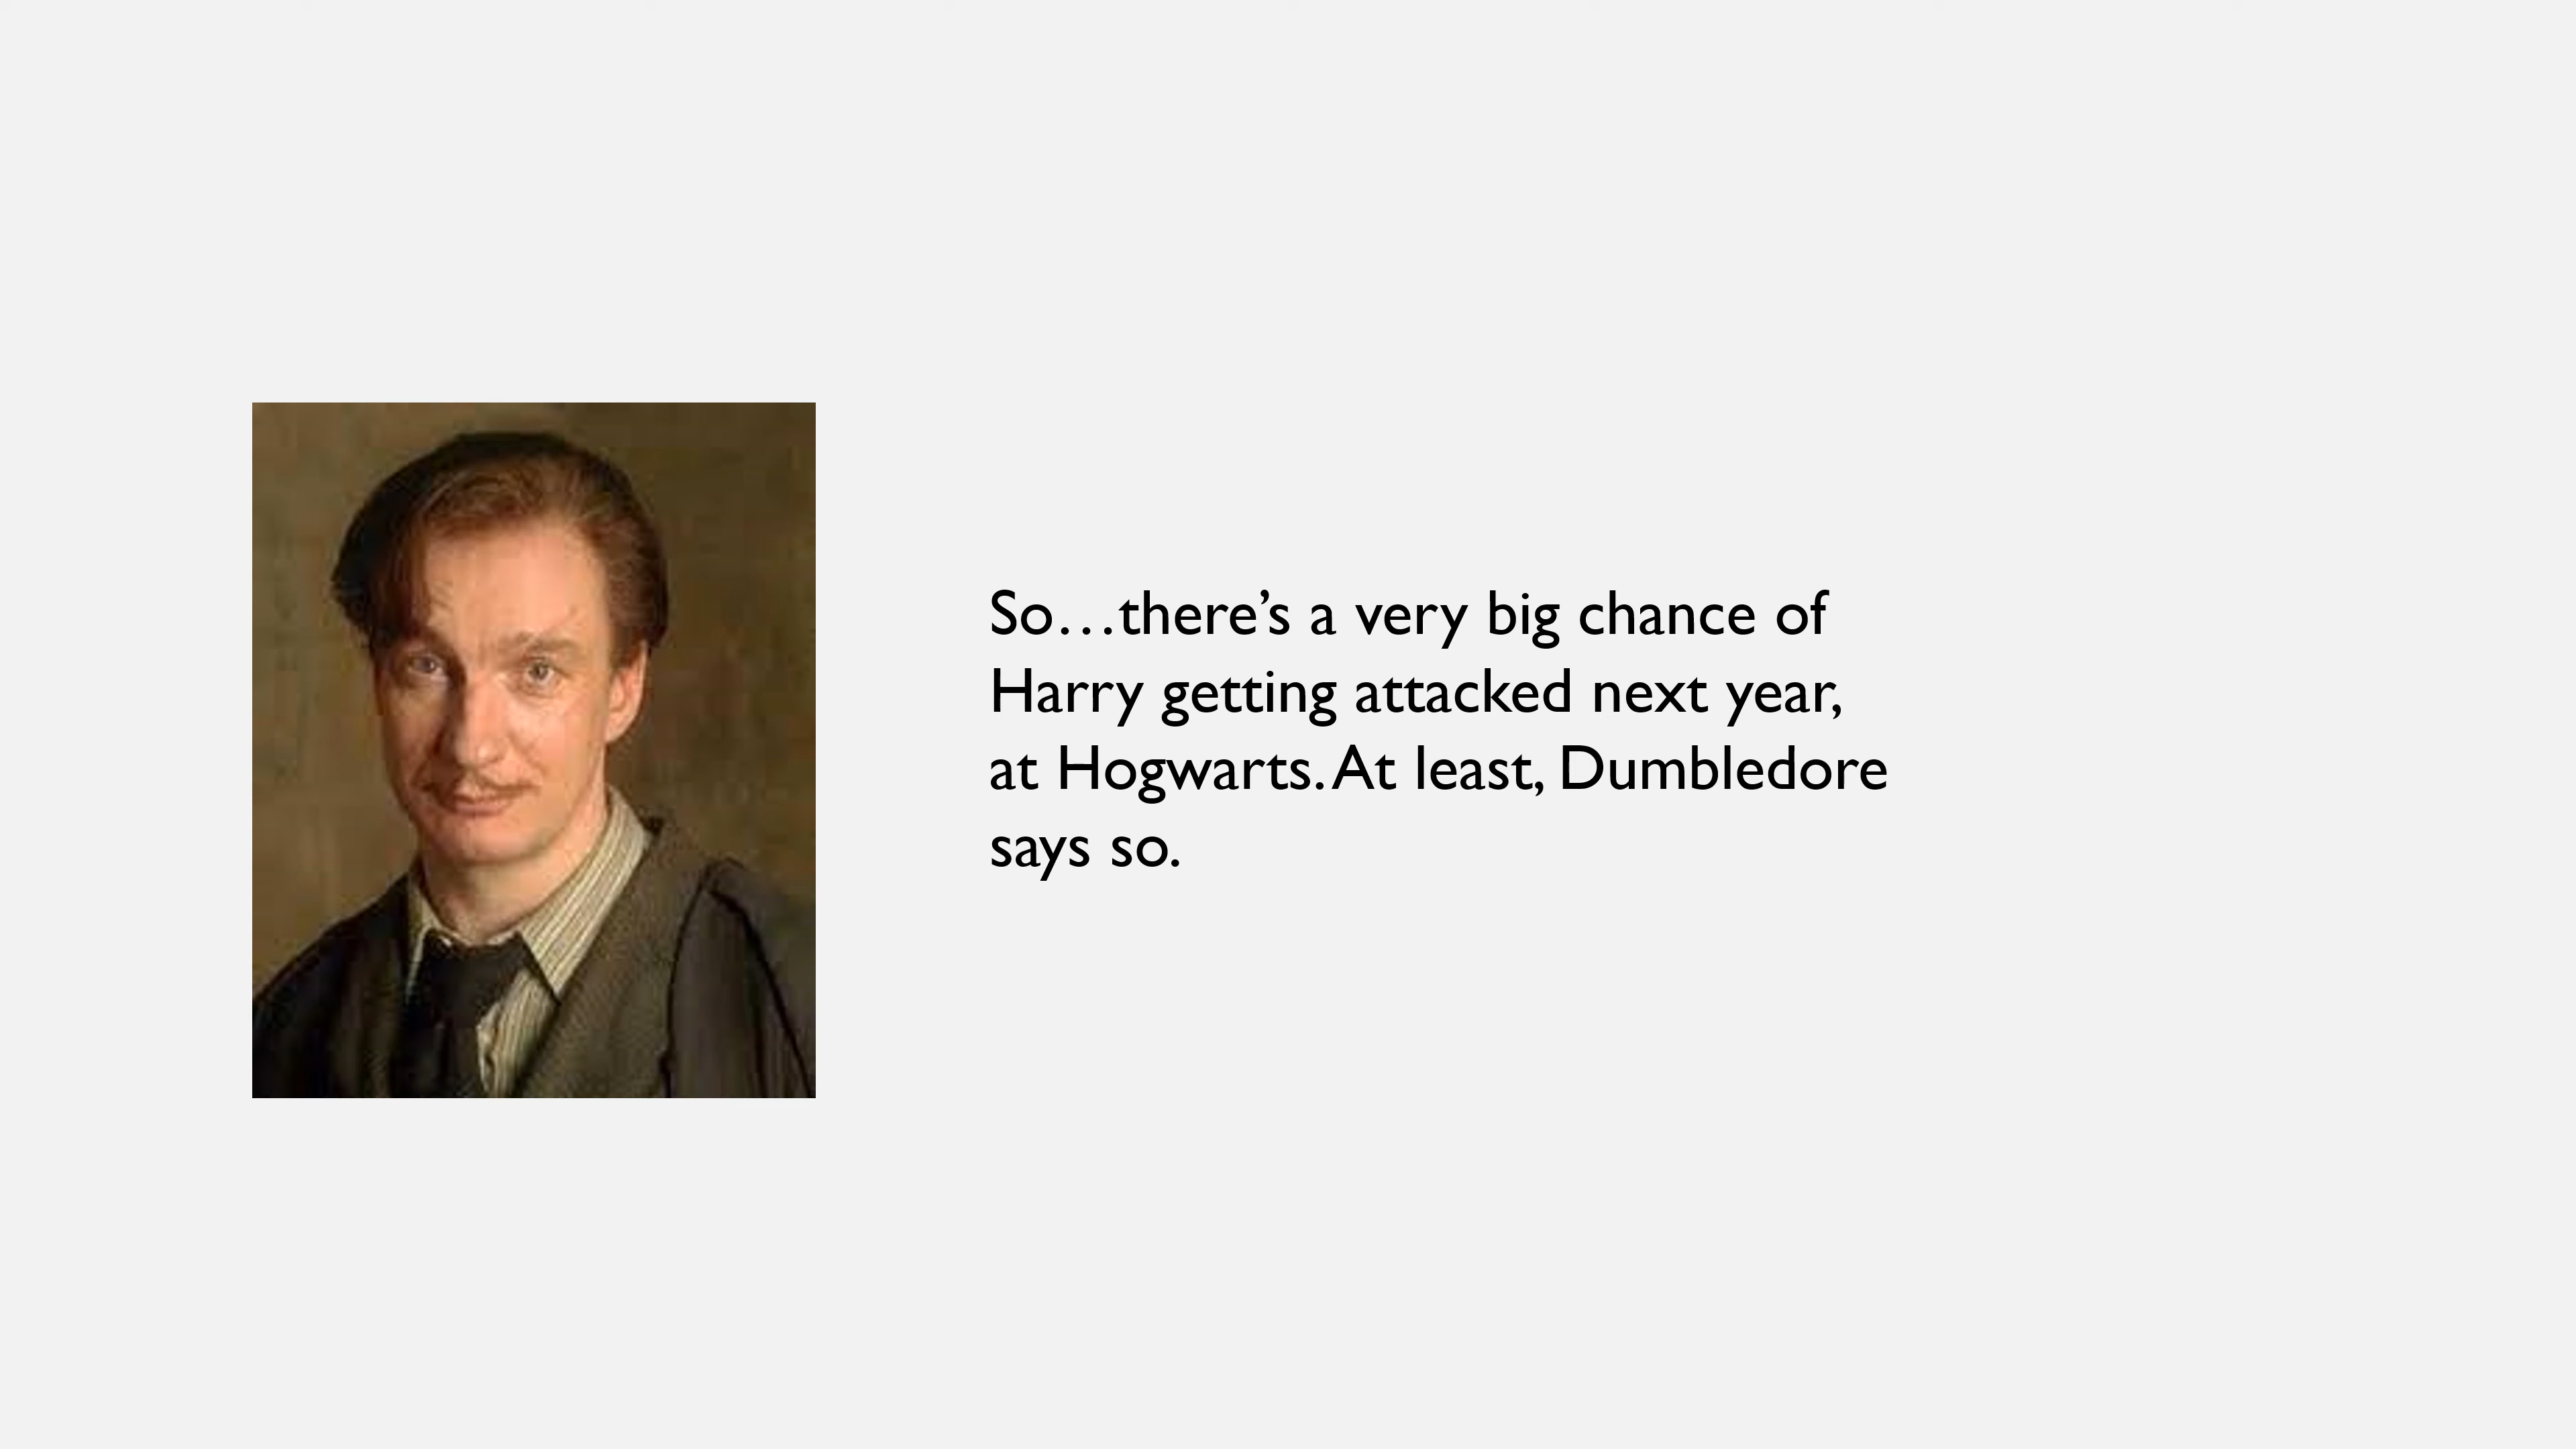 So…there’s a very big chance of
Harry getting attacked next year,
at Hogwarts. At least, Dumbledore
says so.